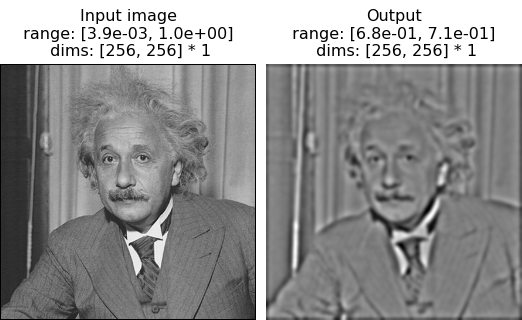 Input image
range: [3.9e-03, 1.0e+00]
dims: [256, 256] * 1
Output
range: [6.8e-01, 7.1e-01]
dims: [256, 256] * 1